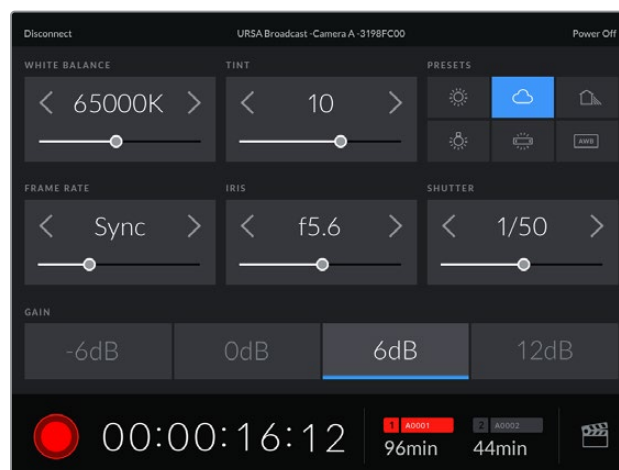 Disconnect URSA Broadcast -Camera A -3198FC00 Power Off
WHITE BALANCE TINT PRESETS
65000K 10
AWB
FRAME RATE IRIS SHUTTER
Sync f5.6 1/50
GAIN
-6dB 0dB 6dB 12dB
00:00:16:12 1 A0001 2 A0002
96min 44min